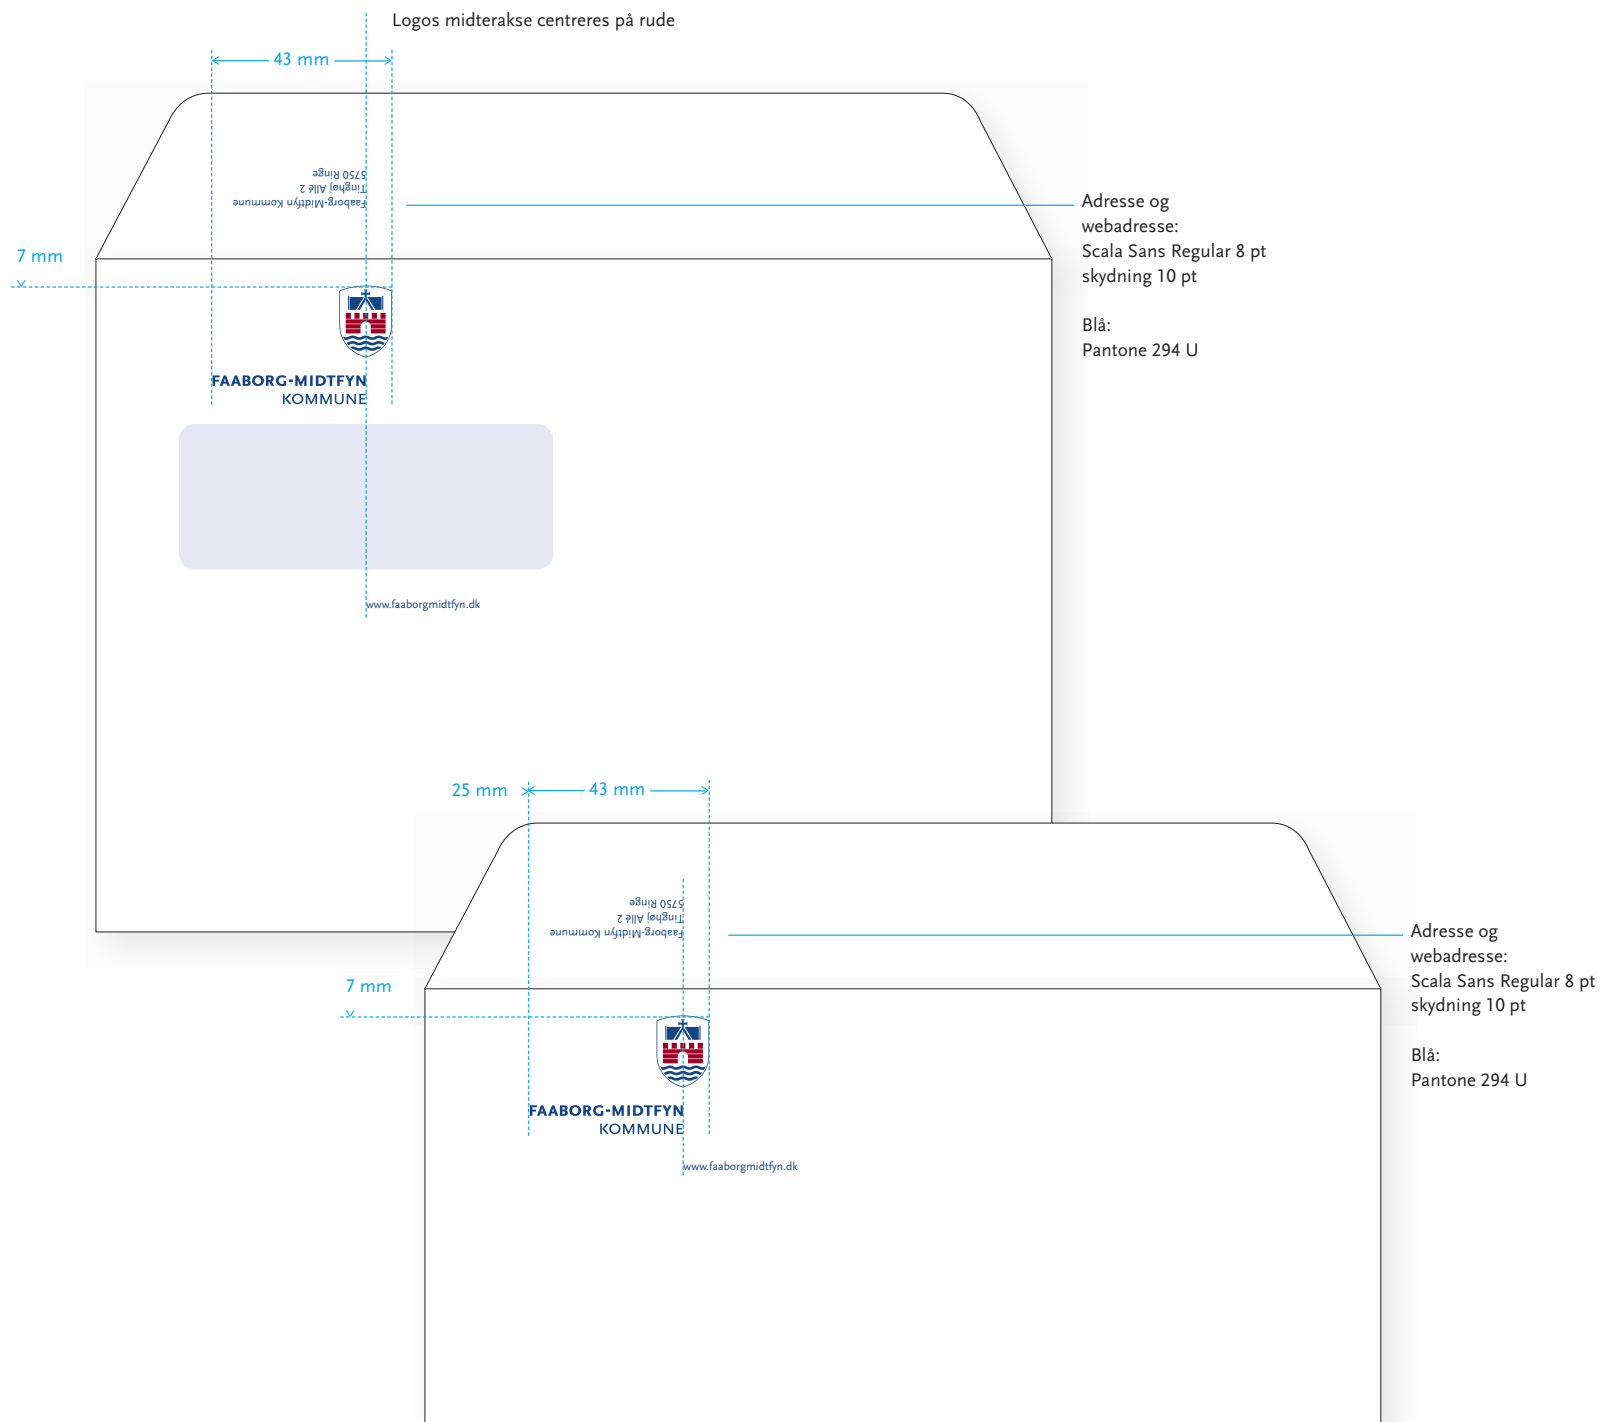 Logos midterakse centreres på rude
43 mm
Faaborg-Midtfyn Kommune
Tinghøj Allé 2
5750 Ringe
Adresse og
webadresse:
Scala Sans Regular 8 pt
skydning 10 pt
Blå:
Pantone 294 U
7 mm
FAABORG-MIDTFYN
KOMMUNE
www.faaborgmidtfyn.dk
25 mm
43 mm
Faaborg-Midtfyn Kommune
Tinghøj Allé 2
5750 Ringe
Adresse og
webadresse:
Scala Sans Regular 8 pt
skydning 10 pt
Blå:
Pantone 294 U
7 mm
FAABORG-MIDTFYN
KOMMUNE
www.faaborgmidtfyn.dk